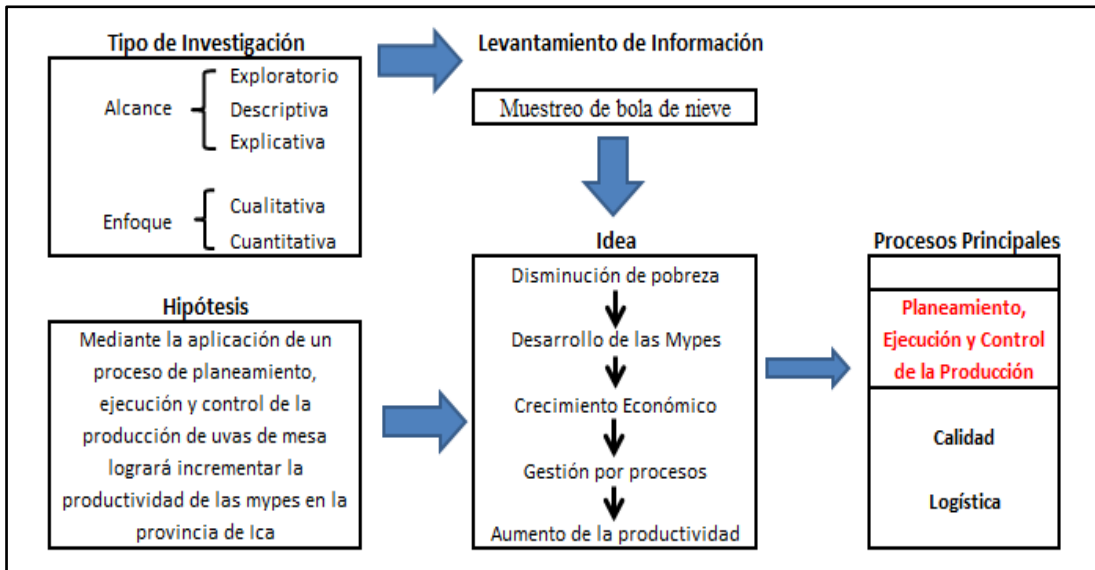 Tipo de Investigación
Alcance
Exploratorio
Descriptiva
Explicativa
Enfoque
Cualitativa
Cuantitativa
Levantamiento de Información
Muestreo de bola de nieve
Hipótesis
Mediante la aplicación de un
proceso de planeamiento,
ejecución y control de la
producción de uvas de mesa
logrará incrementar la
productividad de las mypes en la
provincia de Ica
Idea
Disminución de pobreza
Desarrollo de las Mypes
Crecimiento Económico
Gestión por procesos
Aumento de la productividad
Procesos Principales
Planeamiento,
Ejecución y Control
de la Producción
Calidad
Logística